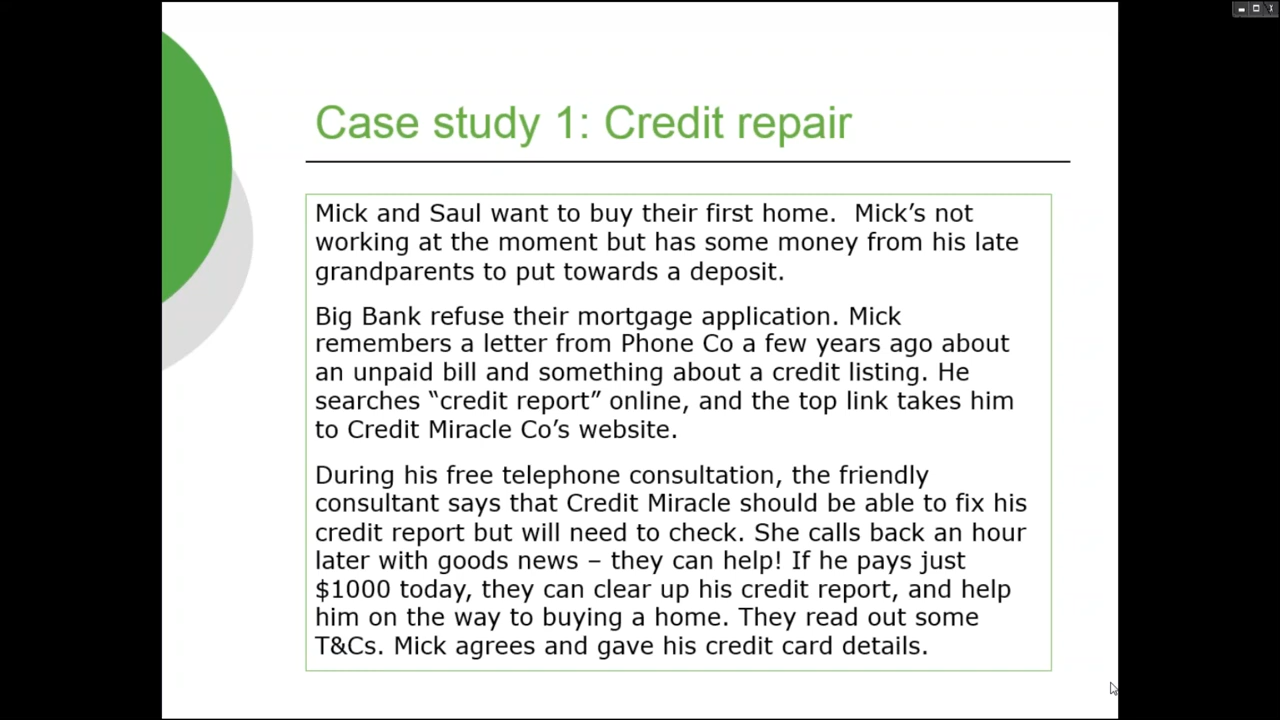 Case study 1: Credit repair
Mick and Saul want to buy their first home.  Mick’s not
working at the moment but has some money from his late
grandparents to put towards a deposit.
Big Bank refuse their mortgage application. Mick
remembers a letter from Phone Co a few years ago about
an unpaid bill and something about a credit listing. He
searches “credit report” online, and the top link takes him
to Credit Miracle Co’s website.
During his free telephone consultation, the friendly
consultant says that Credit Miracle should be able to fix his
credit report but will need to check. She calls back an hour
later with goods news – they can help! If he pays just
$1000 today, they can clear up his credit report, and help
him on the way to buying a home. They read out some
T&Cs. Mick agrees and gave his credit card details.